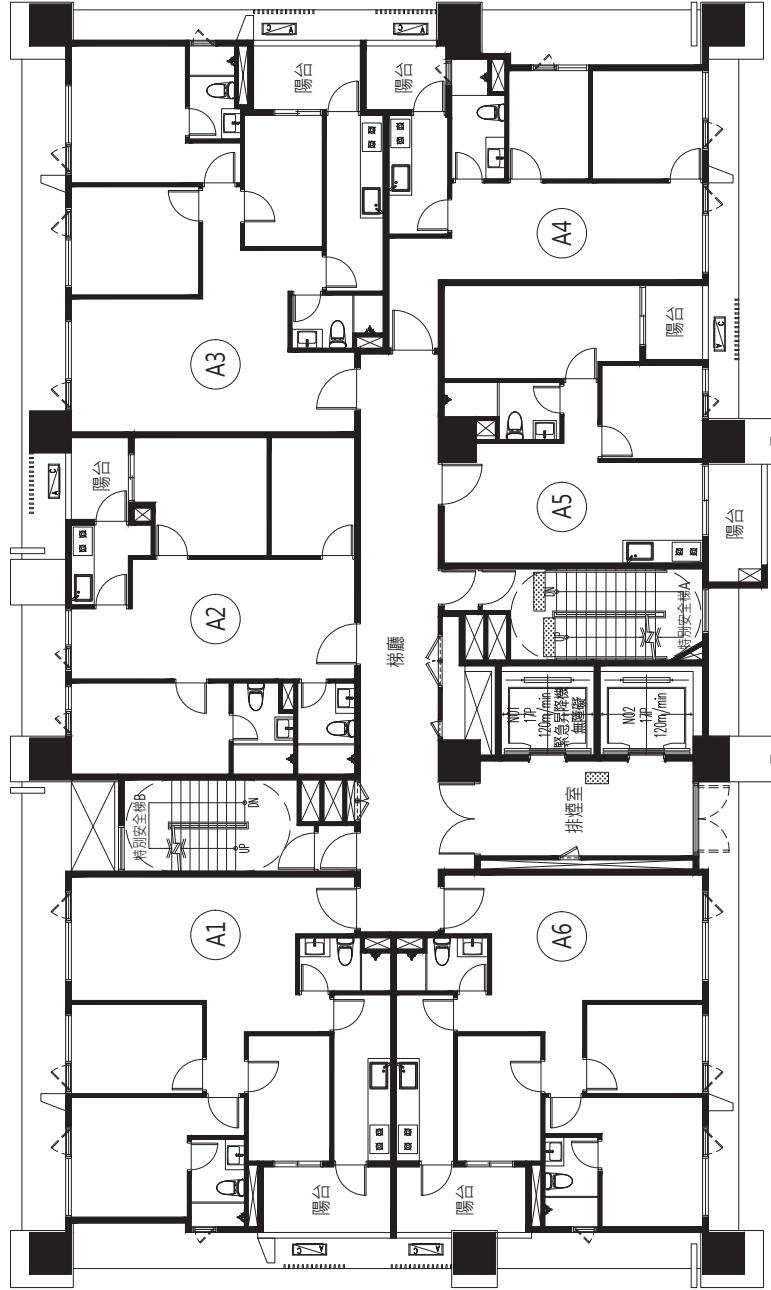 陽台
陽台
A4
A3
陽台
陽台
A5
陽台
A2
DN
UP
特別安全梯A
梯廳
NO1
17P
120m/min
緊急昇降機
無障礙
NO2
17P
120m/min
特別安全梯B
DN
UP
排煙室
A1
A6
陽台
陽台
A
C
A
C
A
C
A
C
A
C
A
C